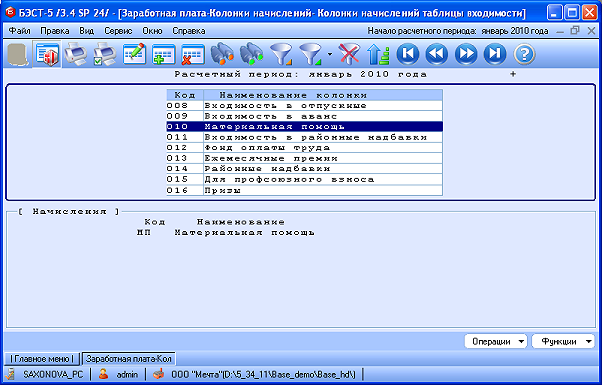 БЭСТ-5 /3.4 SP 24/ - [Заработная плата-Колонки начислений- Колонки начислений таблицы входимости]
Файл Правка Вид Сервис Окно Справка Начало расчетного периода: январь 2010 года
Расчетный период: январь 2010 года +
Код Наименование колонки
008 Входимость в отпускные
009 Входимость в аванс
010 Материальная помощь
011 Входимость в районные надбавки
012 Фонд оплаты труда
013 Ежемесячные премии
014 Районные надбавки
015 Для профсоюзного взноса
016 Призы
[ Начисления ]
Код Наименование
МП Материальная помощь
Операции Функции
| Главное меню | Заработная плата-Кол
SAXONOVA_PC admin ООО "Мечта"(D:\5_34_11\Base_demo\Base_hd\)